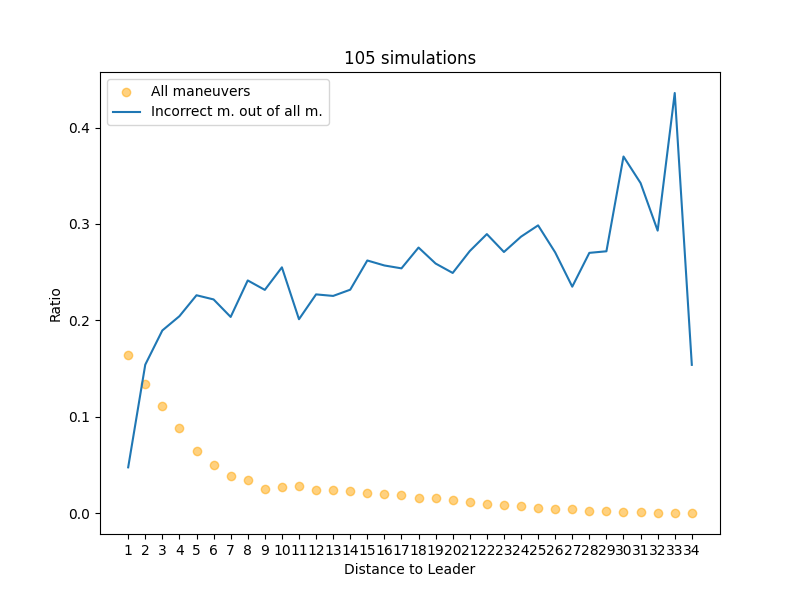 105 simulations
All maneuvers
Incorrect m. out of all m.
Ratio
0.4
0.3
0.2
0.1
0.0
1 2 3 4 5 6 7 8 9 10 11 12 13 14 15 16 17 18 19 20 21 22 23 24 25 26 27 28 29 30 31 32 33 34
Distance to Leader